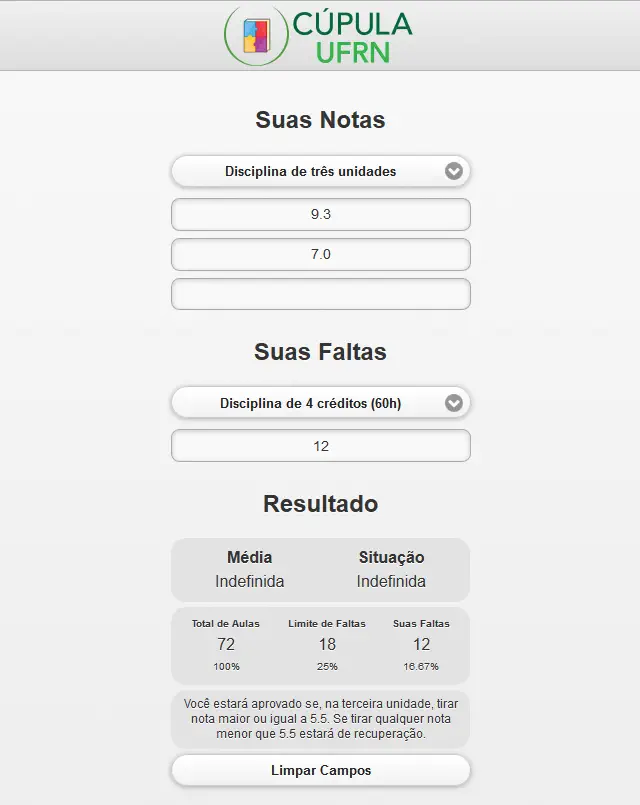 CÚPULA
UFRN
Suas Notas
Disciplina de três unidades
9.3
7.0
Suas Faltas
Disciplina de 4 créditos (60h)
12
Resultado
Média Situação
Indefinida Indefinida
Total de Aulas Limite de Faltas Suas Faltas
72 18 12
100% 25% 16.67%
Você estará aprovado se, na terceira unidade, tirar
nota maior ou igual a 5.5. Se tirar qualquer nota
menor que 5.5 estará de recuperação.
Limpar Campos